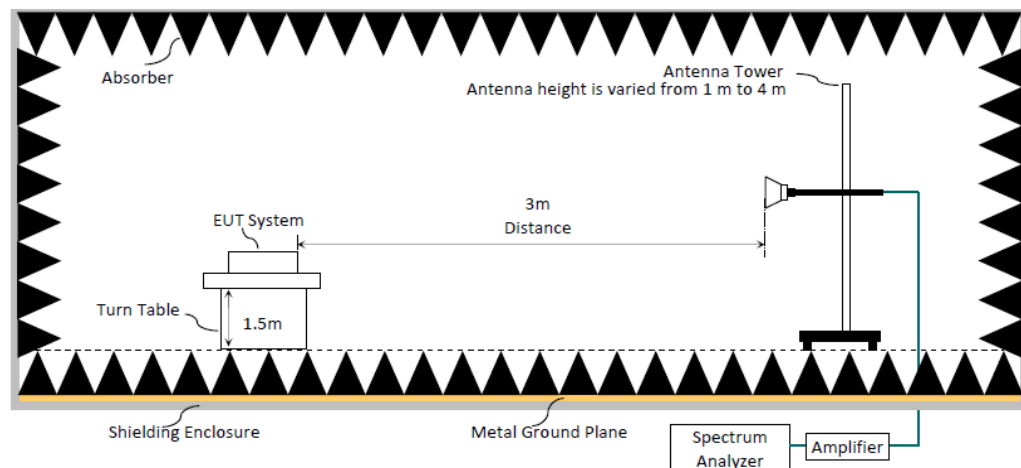 Absorber
Antenna Tower
Antenna height is varied from 1 m to 4 m
3m
Distance
EUT System
Turn Table
1.5m
Shielding Enclosure
Metal Ground Plane
Spectrum
Analyzer
Amplifier